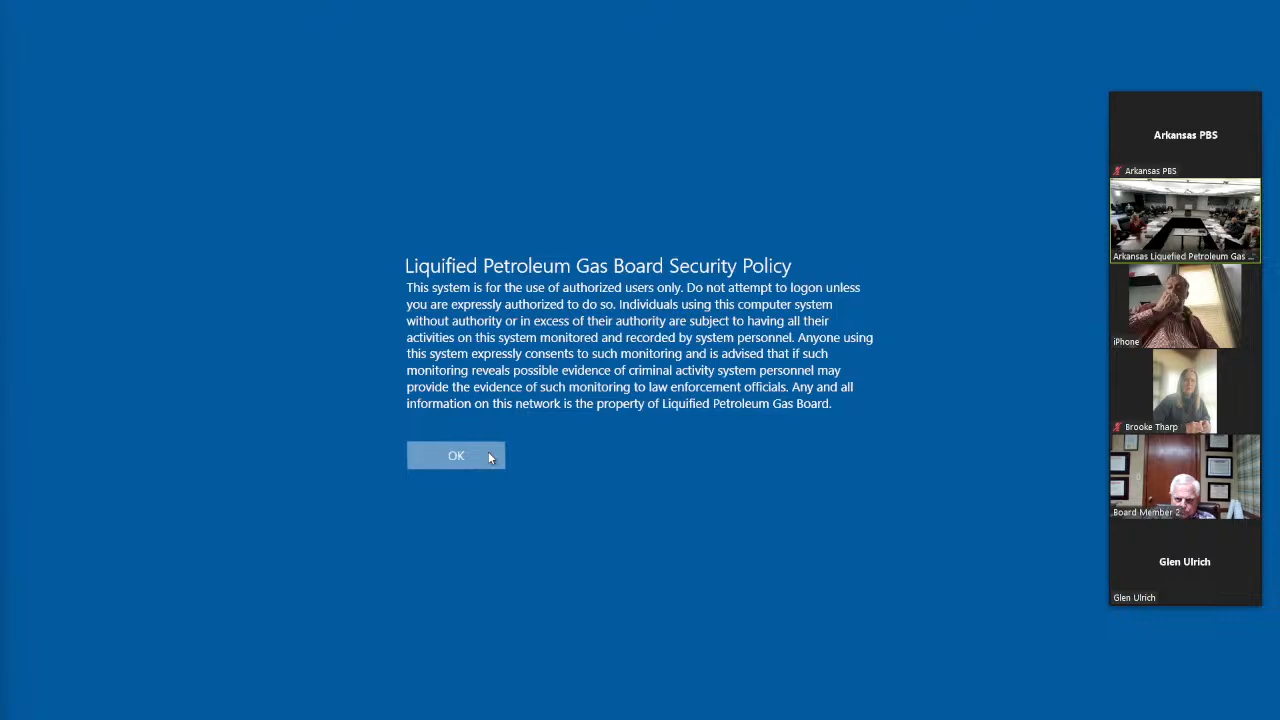 Liquified Petroleum Gas Board Security Policy
This system is for the use of authorized users only. Do not attempt to logon unless
you are expressly authorized to do so. Individuals using this computer system
without authority or in excess of their authority are subject to having all their
activities on this system monitored and recorded by system personnel. Anyone using
this system expressly consents to such monitoring and is advised that if such
monitoring reveals possible evidence of criminal activity system personnel may
provide the evidence of such monitoring to law enforcement officials. Any and all
information on this network is the property of Liquified Petroleum Gas Board.
OK
Arkansas PBS
Arkansas PBS
Arkansas Liquefied Petroleum Gas ...
iPhone
Brooke Tharp
Board Member 2
Glen Ulrich
Glen Ulrich